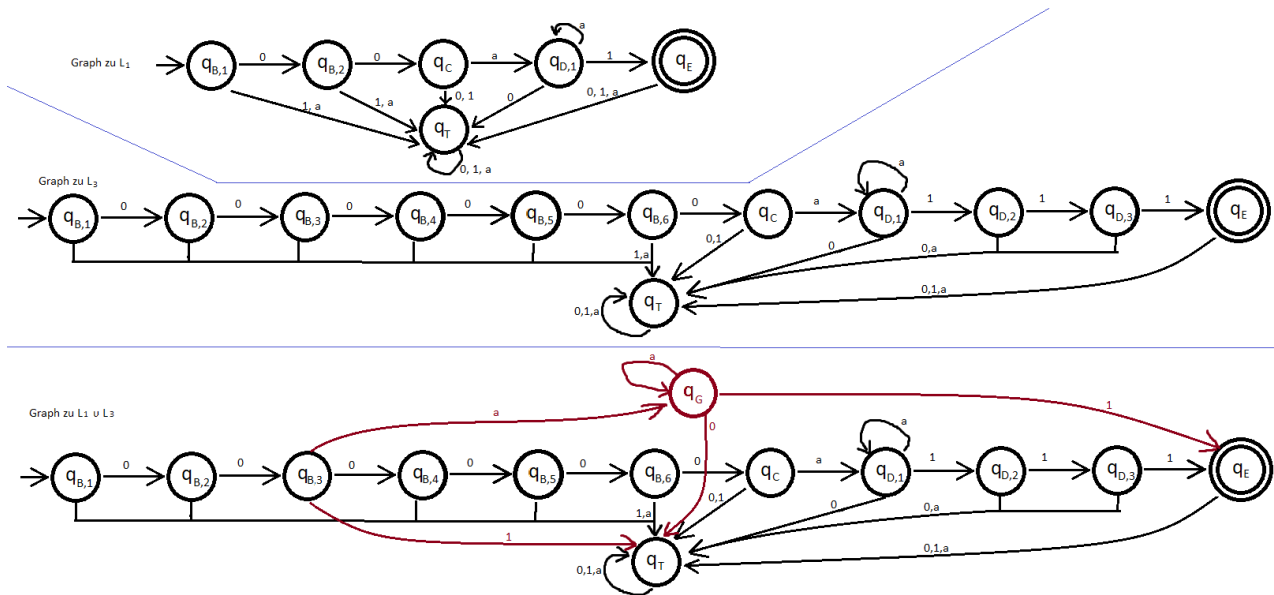 a
Graph zu L₁
q_B,1
0
q_B,2
0
q_C
a
q_D,1
1
q_E
1, a
1, a
0, 1
0
0, 1, a
q_T
0, 1, a
Graph zu L₃
a
q_B,1
0
q_B,2
0
q_B,3
0
q_B,4
0
q_B,5
0
q_B,6
0
q_C
a
q_D,1
1
q_D,2
1
q_D,3
1
q_E
1,a
0,1
0
0,a
0,1,a
q_T
0,1,a
a
q_G
Graph zu L₁ ∪ L₃
a
1
0
a
q_B,1
0
q_B,2
0
q_B,3
0
q_B,4
0
q_B,5
0
q_B,6
0
q_C
a
q_D,1
1
q_D,2
1
q_D,3
1
q_E
1
1,a
0,1
0
0,a
0,1,a
q_T
0,1,a